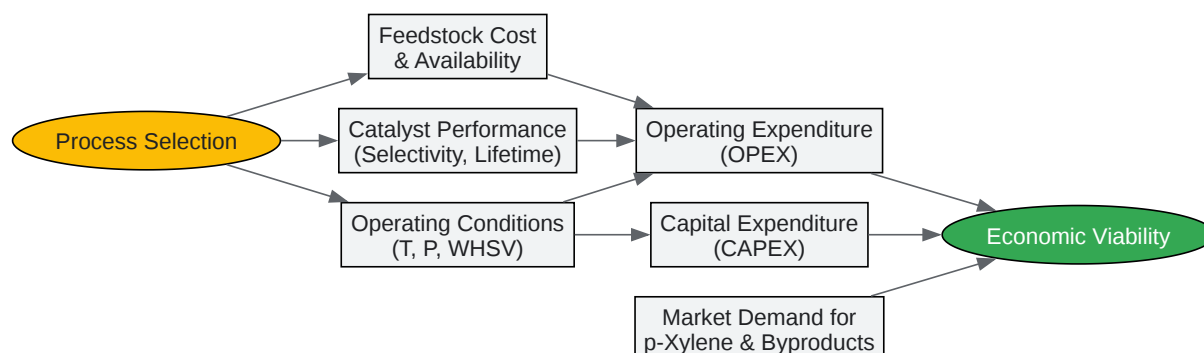 Feedstock Cost
& Availability
Process Selection
Catalyst Performance
(Selectivity, Lifetime)
Operating Expenditure
(OPEX)
Operating Conditions
(T, P, WHSV)
Capital Expenditure
(CAPEX)
Economic Viability
Market Demand for
p-Xylene & Byproducts